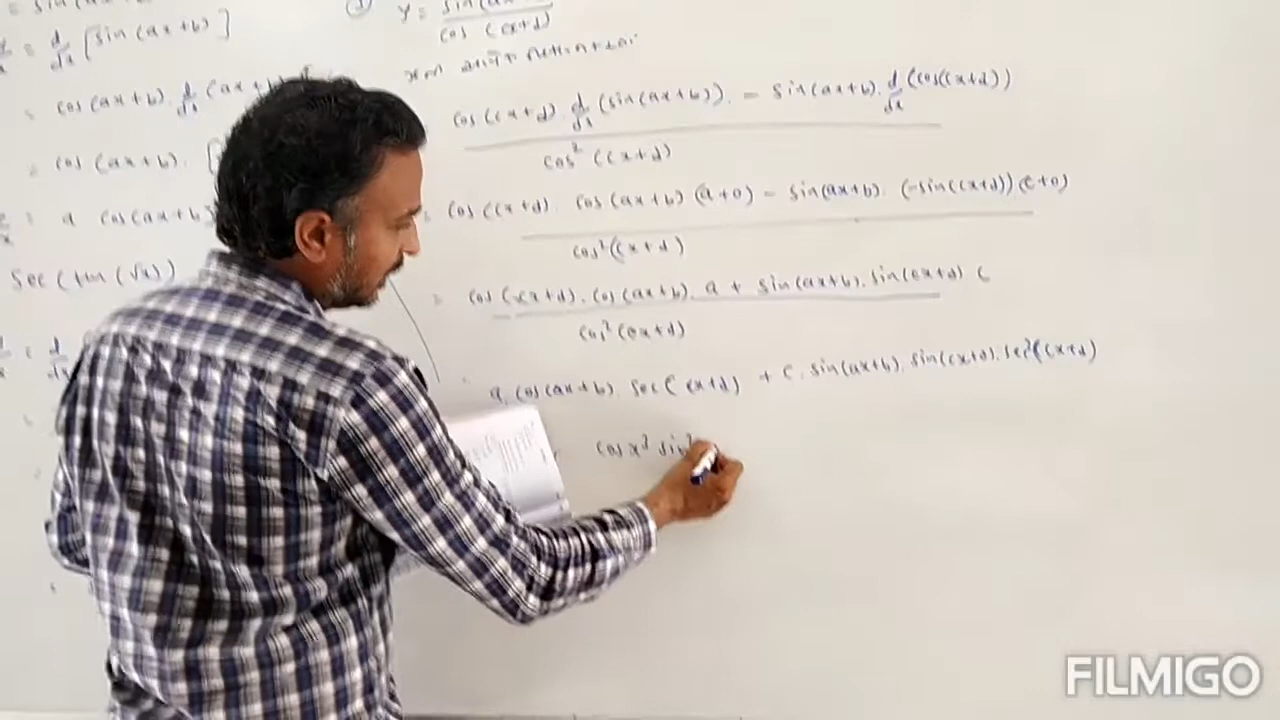 = d/dx [sin(ax+b)]
= cos(ax+b). d/dx (ax+b)
= cos(ax+b). [
= a cos(ax+b)
Sec(tan(√x))
= d/dx
y = sin(ax+b)
cos(cx+d)
cos(cx+d). d/dx (sin(ax+b)). - sin(ax+b). d/dx (cos(cx+d))
cos² (cx+d)
= cos(cx+d). cos(ax+b) (a+0) - sin(ax+b). (-sin(cx+d))(c+0)
cos²(cx+d)
= cos(cx+d). cos(ax+b). a + sin(ax+b). sin(cx+d) c
cos²(cx+d)
a. cos(ax+b). sec(cx+d) + c. sin(ax+b). sin(cx+d). sec²(cx+d)
cos x³ sin²
FILMIGO